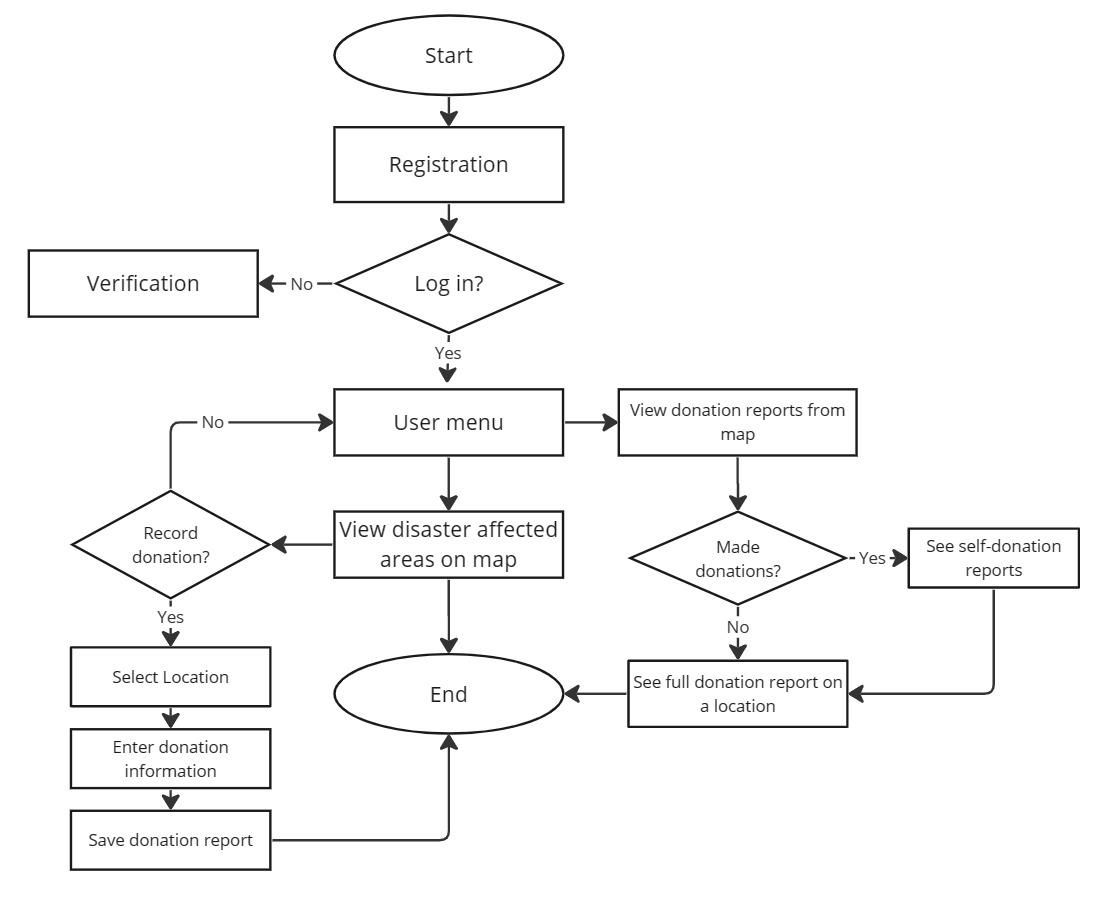 Start
Registration
Verification
No
Log in?
Yes
No
User menu
View donation reports from
map
Record
donation?
View disaster affected
areas on map
Made
donations?
Yes
See self-donation
reports
Yes
No
Select Location
End
See full donation report on
a location
Enter donation
information
Save donation report